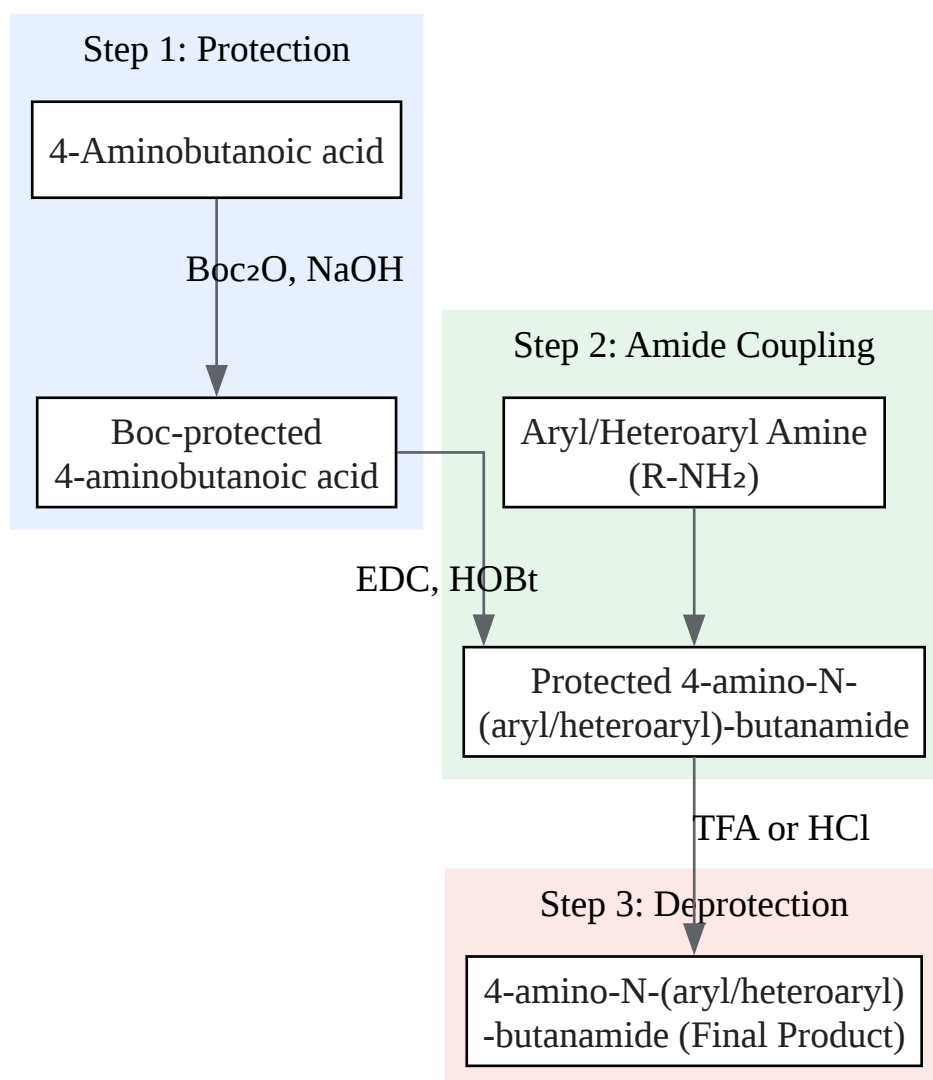 Step 1: Protection
4-Aminobutanoic acid
Boc₂O, NaOH
Boc-protected
4-aminobutanoic acid
Step 2: Amide Coupling
Aryl/Heteroaryl Amine
(R-NH₂)
EDC, HOBt
Protected 4-amino-N-
(aryl/heteroaryl)-butanamide
TFA or HCl
Step 3: Deprotection
4-amino-N-(aryl/heteroaryl)
-butanamide (Final Product)